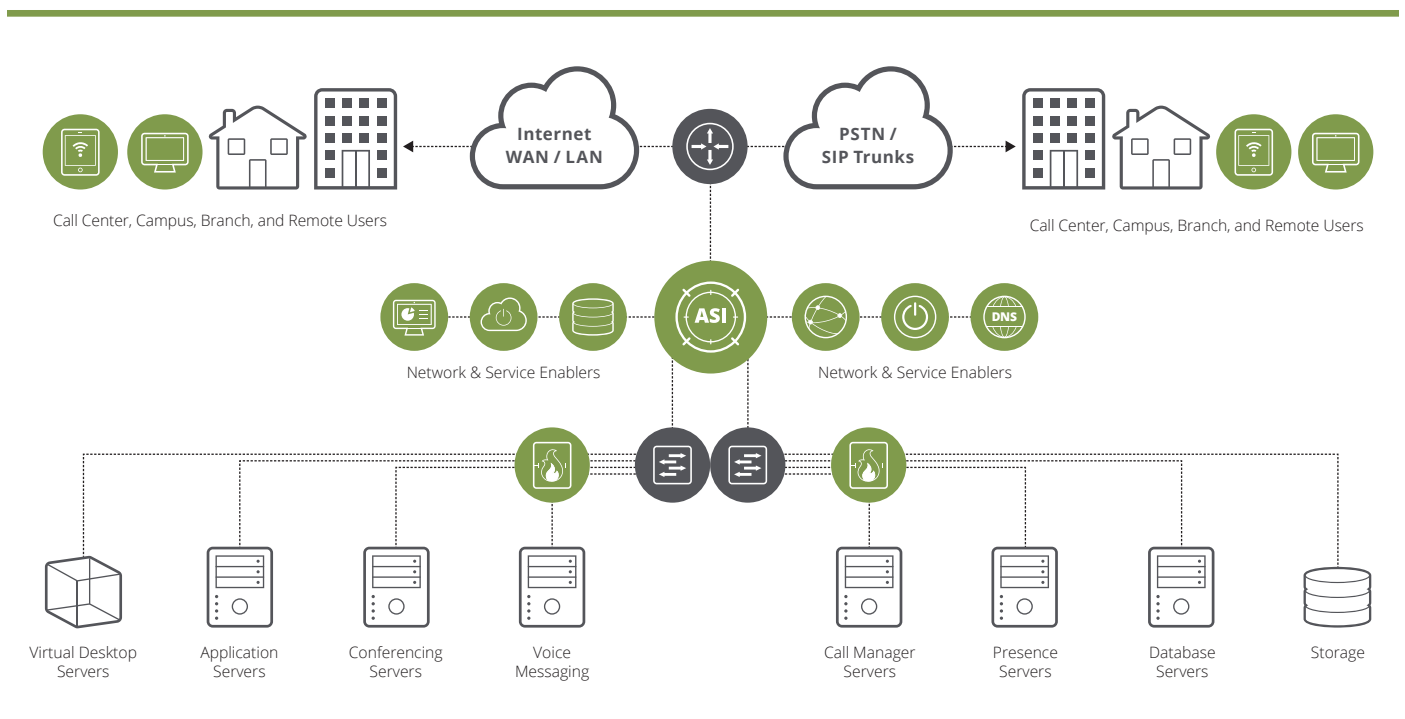 Internet
WAN / LAN
PSTN /
SIP Trunks
Call Center, Campus, Branch, and Remote Users
Call Center, Campus, Branch, and Remote Users
ASI
DNS
Network & Service Enablers
Network & Service Enablers
Virtual Desktop
Servers
Application
Servers
Conferencing
Servers
Voice
Messaging
Call Manager
Servers
Presence
Servers
Database
Servers
Storage